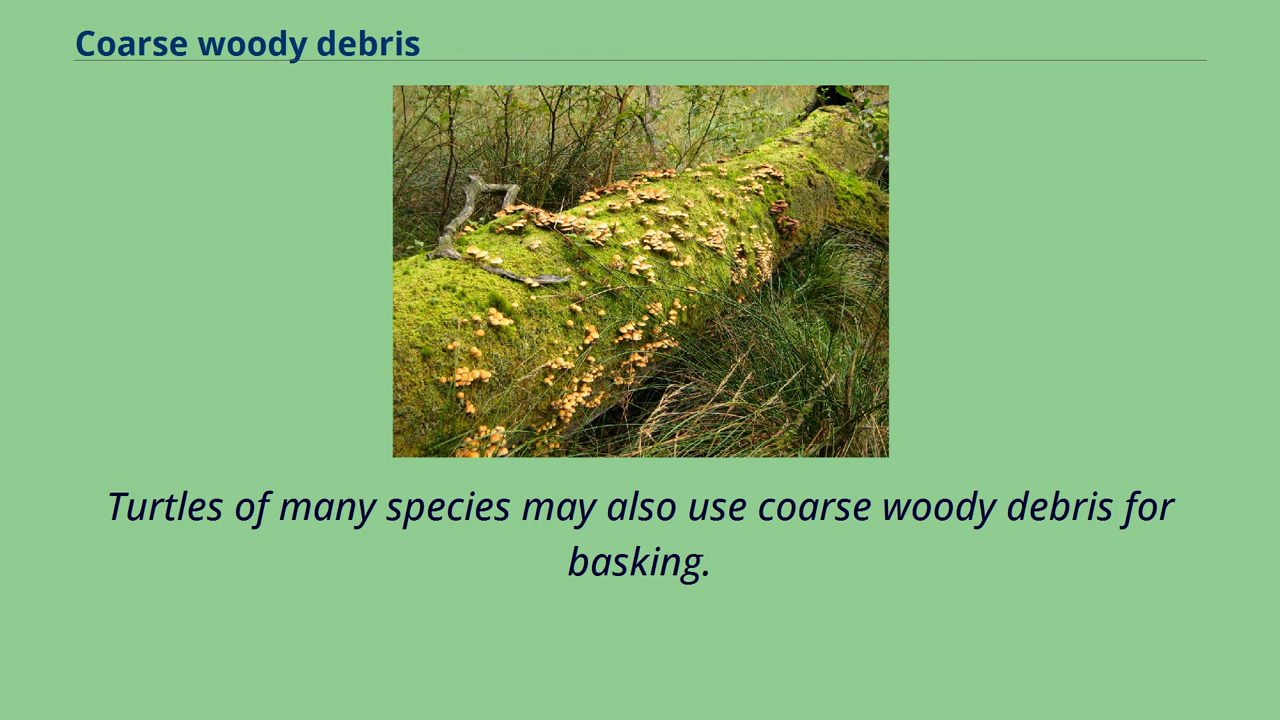 Coarse woody debris
Turtles of many species may also use coarse woody debris for
basking.